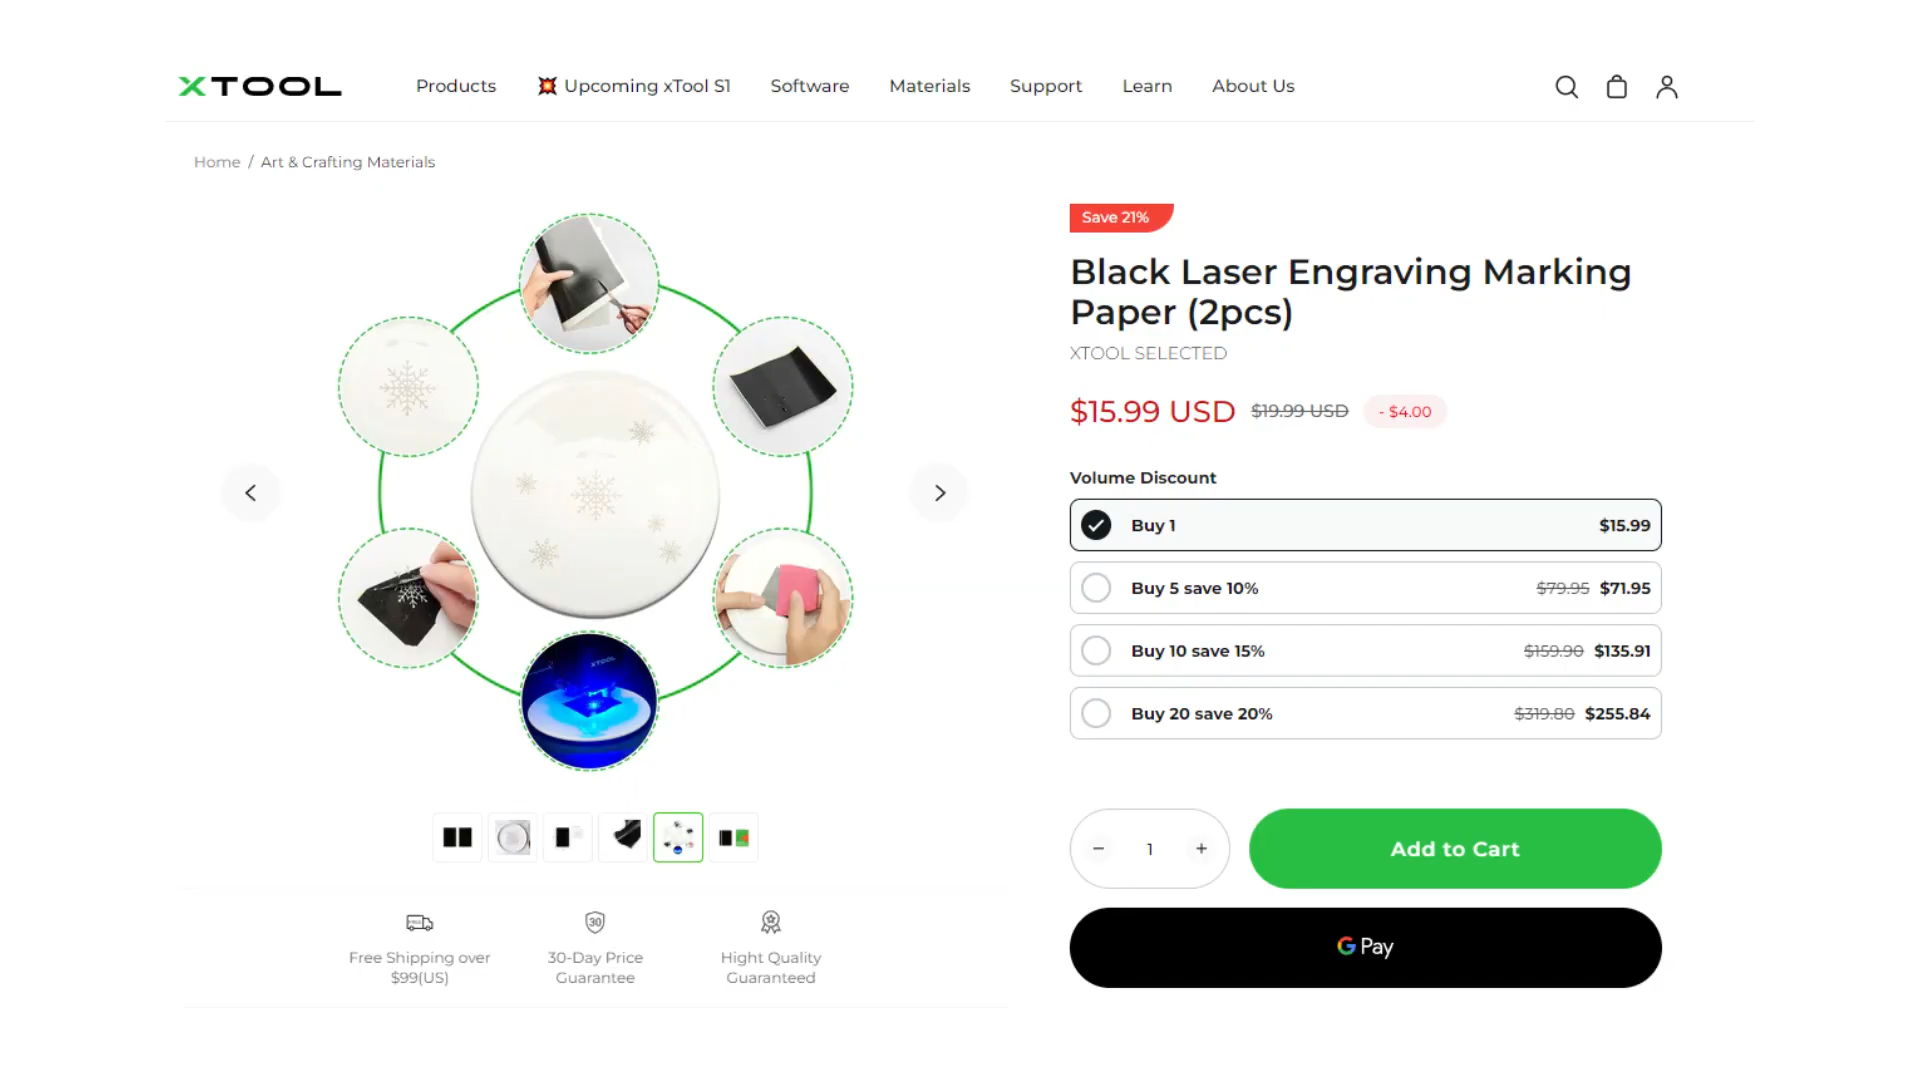 XTOOL
Products
Upcoming xTool S1
Software
Materials
Support
Learn
About Us
Home / Art & Crafting Materials
Save 21%
Black Laser Engraving Marking
Paper (2pcs)
XTOOL SELECTED
$15.99 USD $19.99 USD - $4.00
Volume Discount
Buy 1 $15.99
Buy 5 save 10% $79.95 $71.95
Buy 10 save 15% $159.90 $135.91
Buy 20 save 20% $319.80 $255.84
XTOOL
− 1 +
Add to Cart
G Pay
FREE
Free Shipping over
$99(US)
30
30-Day Price
Guarantee
Hight Quality
Guaranteed